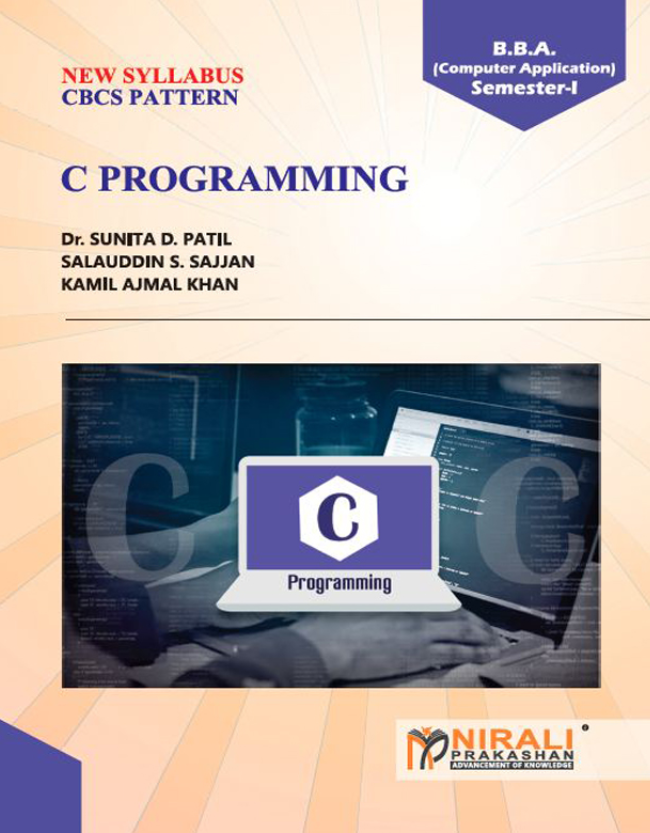 NEW SYLLABUS
CBCS PATTERN
B.B.A.
(Computer Application)
Semester-I
C PROGRAMMING
Dr. SUNITA D. PATIL
SALAUDDIN S. SAJJAN
KAMIL AJMAL KHAN
C
C
C
Programming
NIRALI
PRAKASHAN
ADVANCEMENT OF KNOWLEDGE